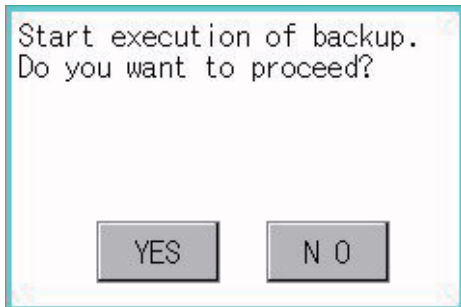 Start execution of backup.
Do you want to proceed?
YES
N O